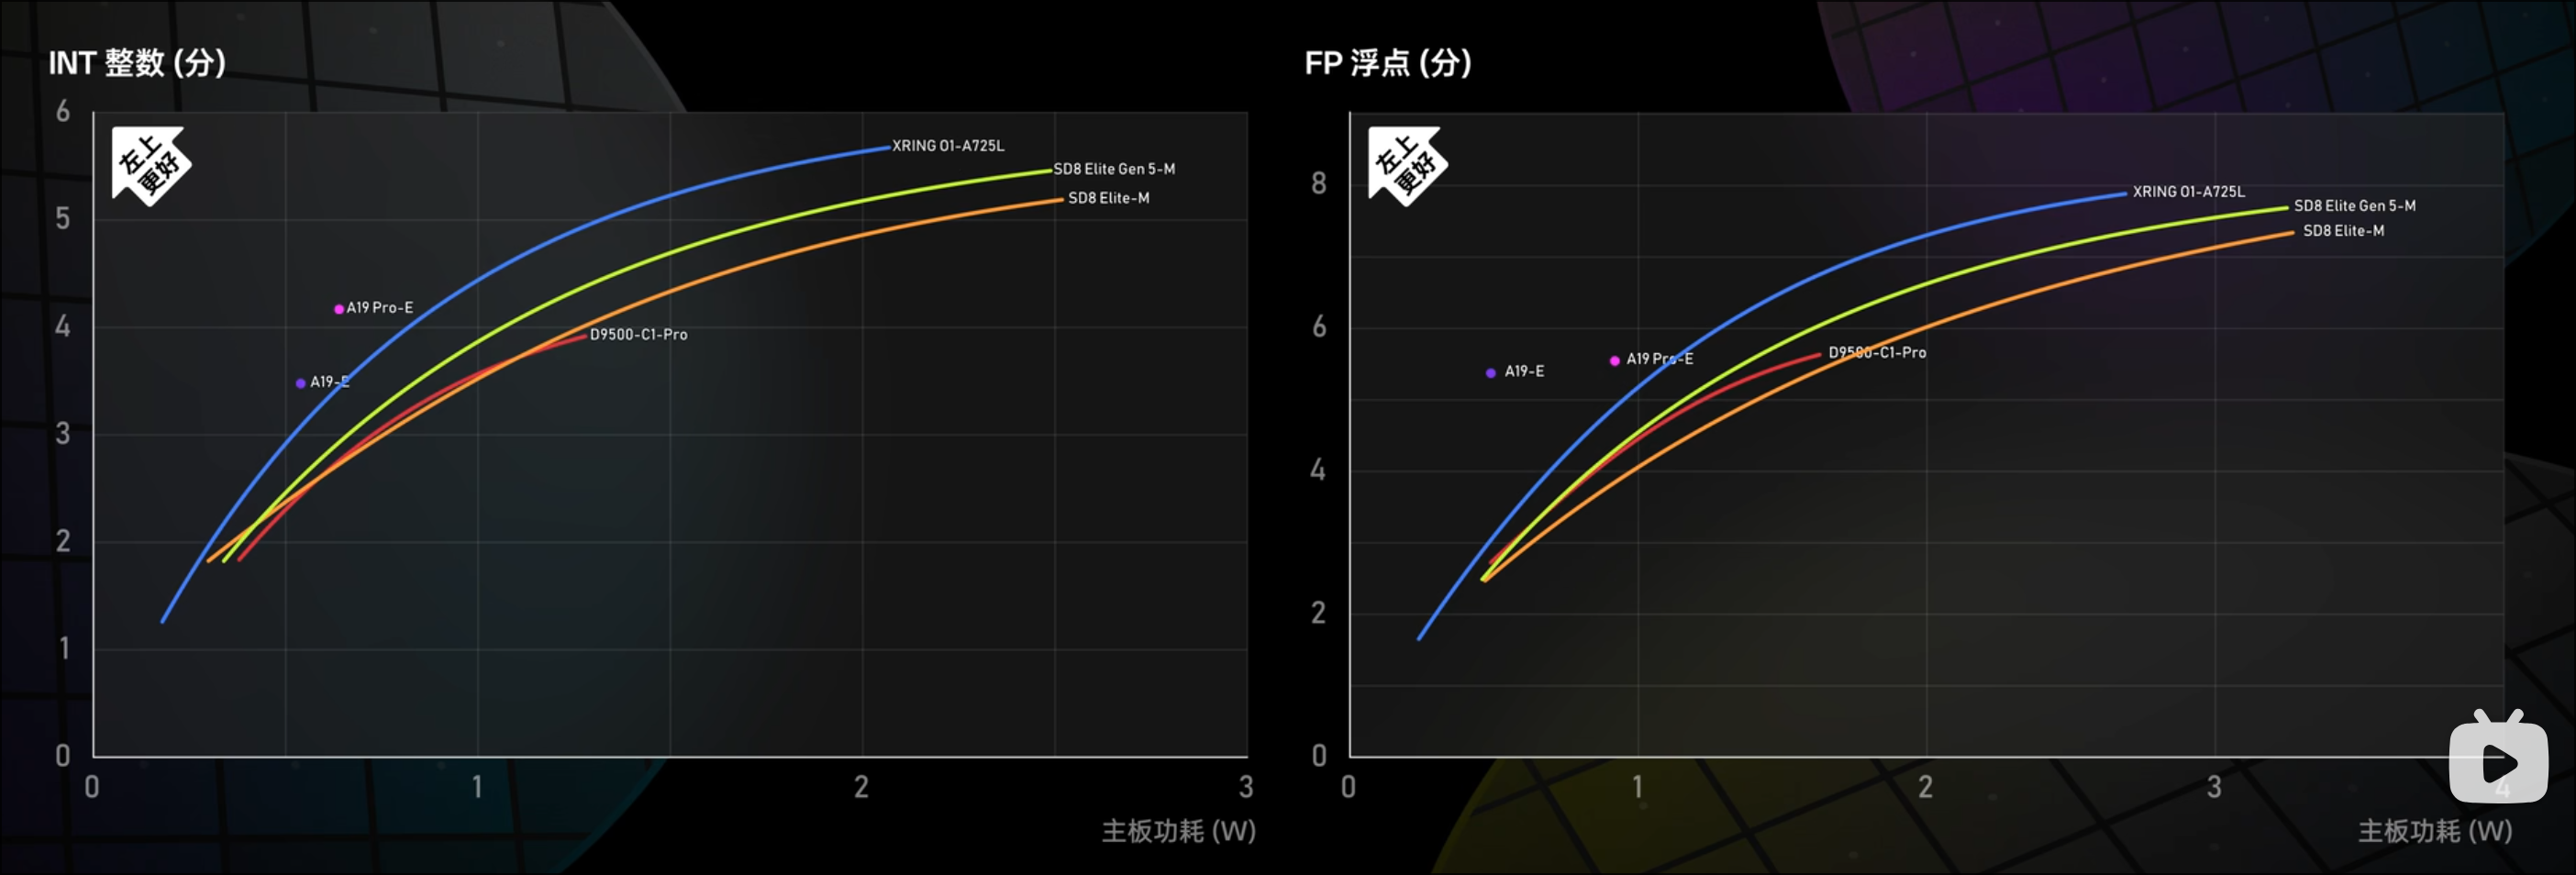 INT 整数 (分)
6
左上
更好
XRING O1-A725L
SD8 Elite Gen 5-M
SD8 Elite-M
5
A19 Pro-E
4
D9500-C1-Pro
A19-E
3
2
1
0
0
1
2
3
主板功耗 (W)
FP 浮点 (分)
左上
更好
8
XRING O1-A725L
SD8 Elite Gen 5-M
SD8 Elite-M
6
A19 Pro-E
D9500-C1-Pro
A19-E
4
2
0
0
1
2
3
4
主板功耗 (W)